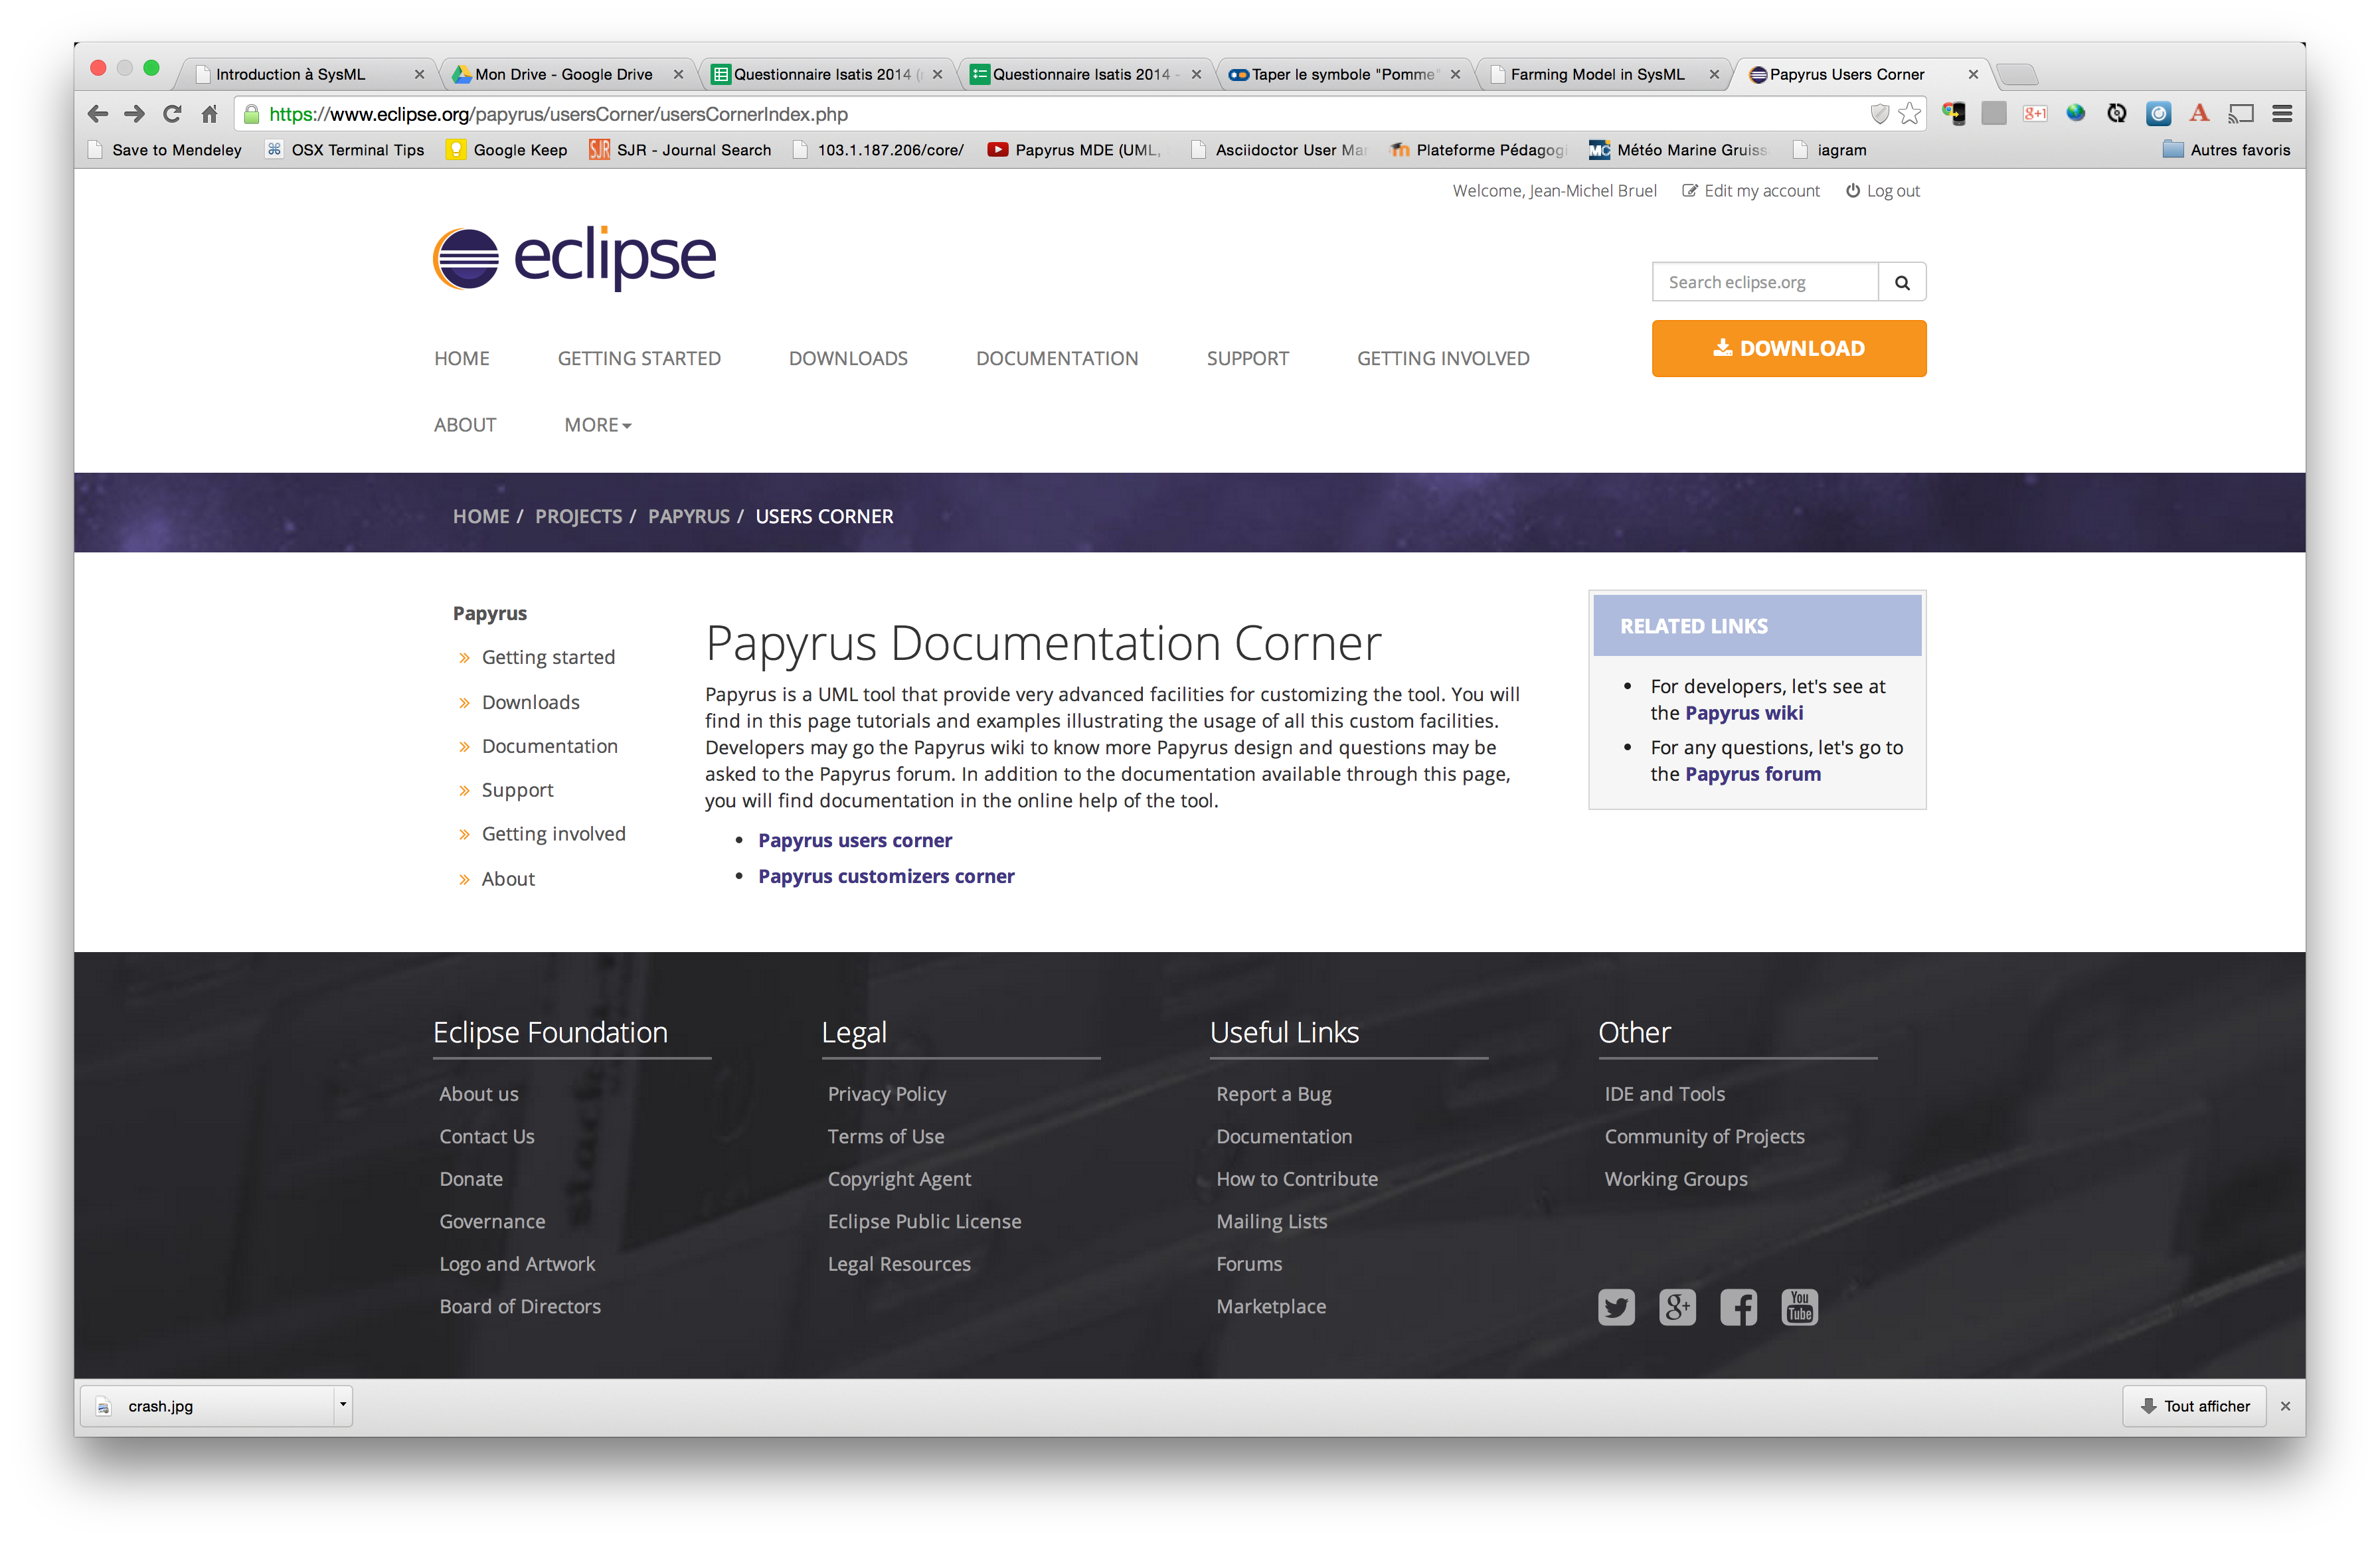 Introduction à SysML
Mon Drive - Google Drive
Questionnaire Isatis 2014 (
Questionnaire Isatis 2014 -
Taper le symbole "Pomme"
Farming Model in SysML
Papyrus Users Corner
https://www.eclipse.org/papyrus/usersCorner/usersCornerIndex.php
g+1
A
Save to Mendeley
OSX Terminal Tips
Google Keep
SJR - Journal Search
103.1.187.206/core/
Papyrus MDE (UML,
Asciidoctor User Mar
Plateforme Pédagogi
Météo Marine Gruiss
iagram
Autres favoris
Welcome, Jean-Michel Bruel
Edit my account
Log out
eclipse
Search eclipse.org
DOWNLOAD
HOME
GETTING STARTED
DOWNLOADS
DOCUMENTATION
SUPPORT
GETTING INVOLVED
ABOUT
MORE
HOME / PROJECTS / PAPYRUS / USERS CORNER
Papyrus
Getting started
Downloads
Documentation
Support
Getting involved
About
Papyrus Documentation Corner
Papyrus is a UML tool that provide very advanced facilities for customizing the tool. You will
find in this page tutorials and examples illustrating the usage of all this custom facilities.
Developers may go the Papyrus wiki to know more Papyrus design and questions may be
asked to the Papyrus forum. In addition to the documentation available through this page,
you will find documentation in the online help of the tool.
Papyrus users corner
Papyrus customizers corner
RELATED LINKS
For developers, let's see at
the Papyrus wiki
For any questions, let's go to
the Papyrus forum
Eclipse Foundation
About us
Contact Us
Donate
Governance
Logo and Artwork
Board of Directors
Legal
Privacy Policy
Terms of Use
Copyright Agent
Eclipse Public License
Legal Resources
Useful Links
Report a Bug
Documentation
How to Contribute
Mailing Lists
Forums
Marketplace
Other
IDE and Tools
Community of Projects
Working Groups
g+
You
Tube
crash.jpg
Tout afficher